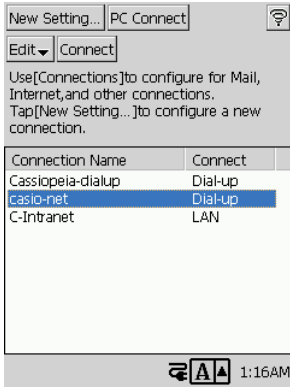 New Setting... PC Connect ?
Edit Connect
Use[Connections]to configure for Mail,
Internet,and other connections.
Tap[New Setting...]to configure a new
connection.
Connection Name Connect
Cassiopeia-dialup Dial-up
casio-net Dial-up
C-Intranet LAN
A 1:16AM